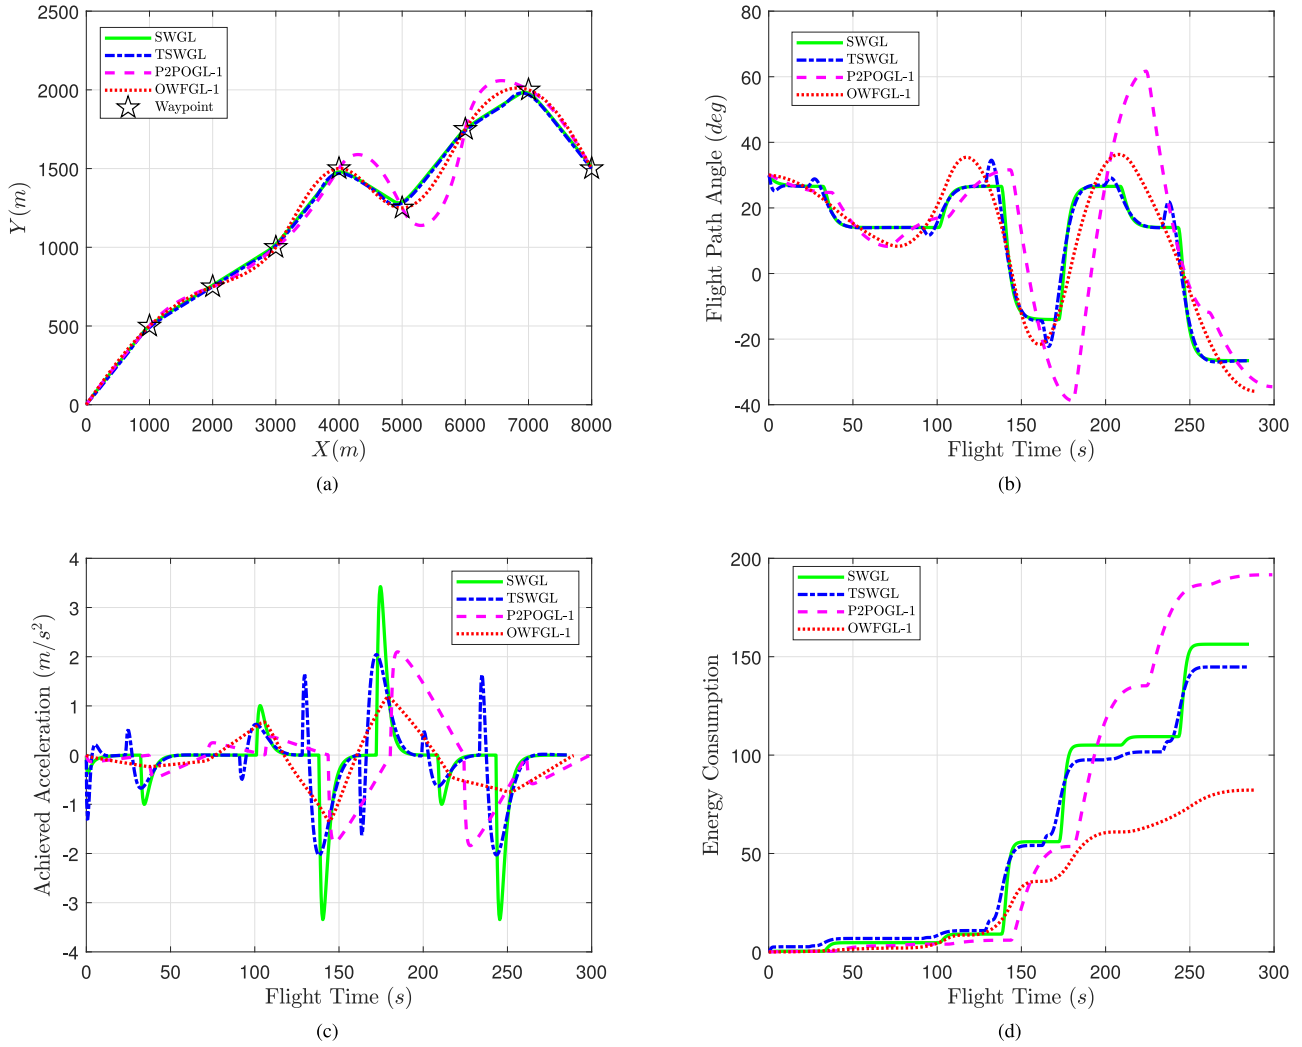 2500
2000
1500
1000
500
0
Y(m)
SWGL
TSWGL
P2POGL-1
OWFGL-1
Waypoint
0 1000 2000 3000 4000 5000 6000 7000 8000
X(m)
(a)
80
60
40
20
0
-20
-40
Flight Path Angle (deg)
SWGL
TSWGL
P2POGL-1
OWFGL-1
0 50 100 150 200 250 300
Flight Time (s)
(b)
4
3
2
1
0
-1
-2
-3
-4
Achieved Acceleration (m/s²)
SWGL
TSWGL
P2POGL-1
OWFGL-1
0 50 100 150 200 250 300
Flight Time (s)
(c)
200
150
100
50
0
Energy Consumption
SWGL
TSWGL
P2POGL-1
OWFGL-1
0 50 100 150 200 250 300
Flight Time (s)
(d)